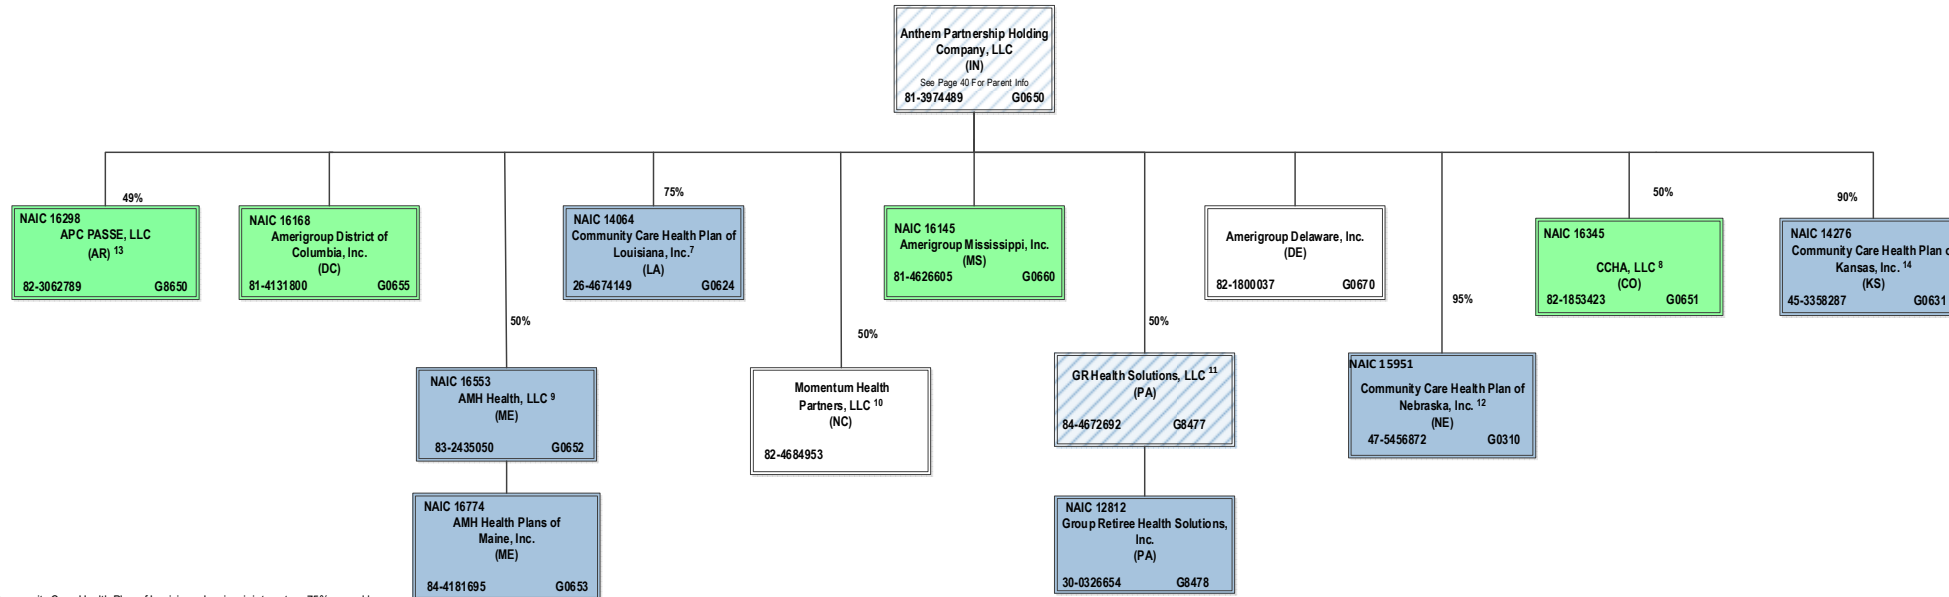 Anthem Partnership Holding
Company, LLC
(IN)
See Page 40 For Parent Info
81-3974489 G0650
49%
NAIC 16298
APC PASSE, LLC
(AR) 13
82-3062789 G8650
NAIC 16168
Amerigroup District of
Columbia, Inc.
(DC)
81-4131800 G0655
75%
NAIC 14064
Community Care Health Plan of
Louisiana, Inc.7
(LA)
26-4674149 G0624
NAIC 16145
Amerigroup Mississippi, Inc.
(MS)
81-4626605 G0660
Amerigroup Delaware, Inc.
(DE)
82-1800037 G0670
50%
NAIC 16345
CCHA, LLC 8
(CO)
82-1853423 G0651
90%
NAIC 14276
Community Care Health Plan
Kansas, Inc. 14
(KS)
45-3358287 G0631
50%
NAIC 16553
AMH Health, LLC 9
(ME)
83-2435050 G0652
50%
Momentum Health
Partners, LLC 10
(NC)
82-4684953
50%
GR Health Solutions, LLC 11
(PA)
84-4672692 G8477
95%
NAIC 15951
Community Care Health Plan of
Nebraska, Inc. 12
(NE)
47-5456872 G0310
NAIC 16774
AMH Health Plans of
Maine, Inc.
(ME)
84-4181695 G0653
NAIC 12812
Group Retiree Health Solutions,
Inc.
(PA)
30-0326654 G8478